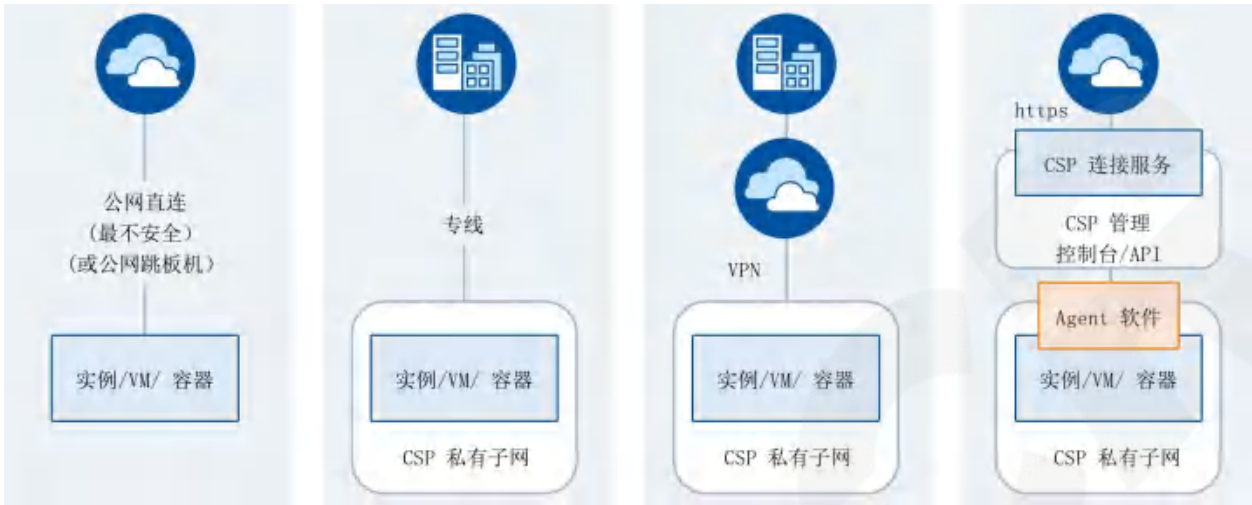 公网直连
(最不安全)
(或公网跳板机)
实例/VM/ 容器
专线
实例/VM/ 容器
CSP 私有子网
VPN
实例/VM/ 容器
CSP 私有子网
https
CSP 连接服务
CSP 管理
控制台/API
Agent 软件
实例/VM/ 容器
CSP 私有子网